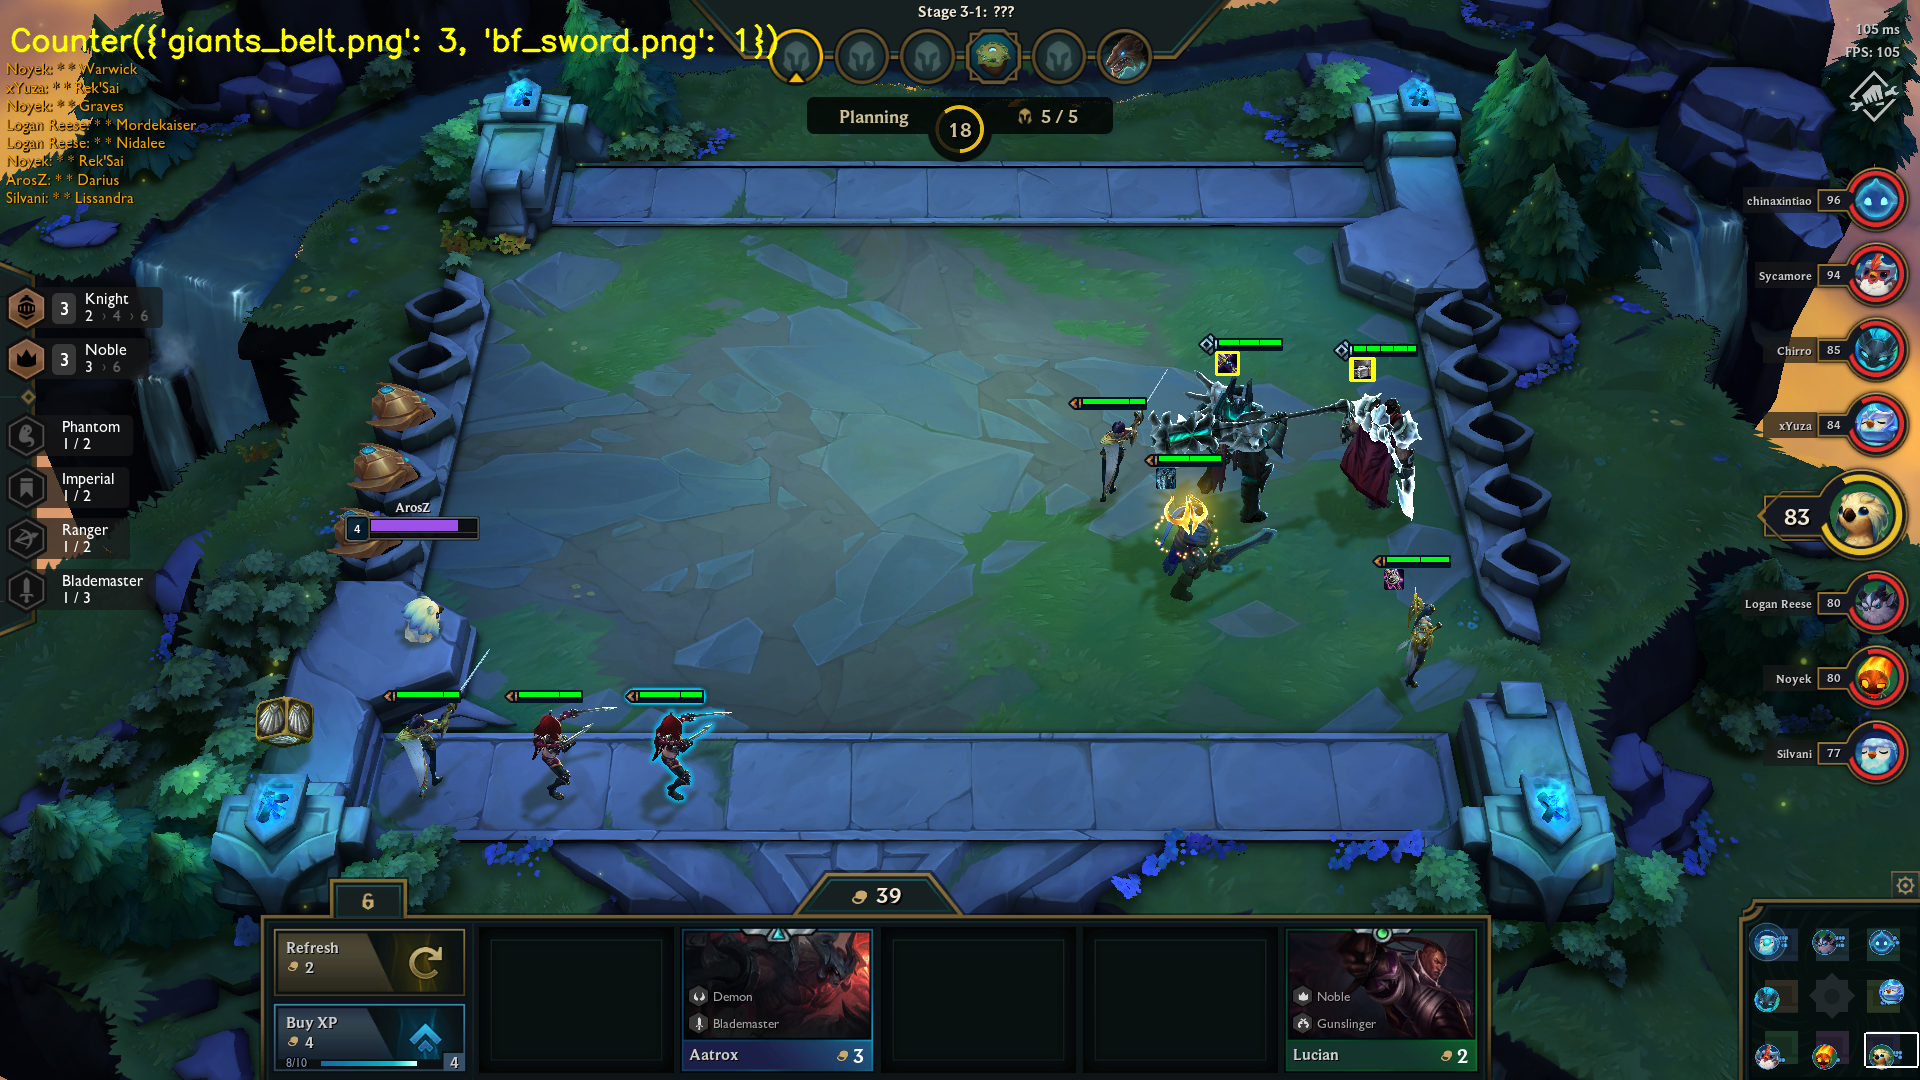 Stage 3-1: ???
Counter({'giants_belt.png': 3, 'bf_sword.png': 1})
105 ms
FPS: 105
Noyek: * * Warwick
xYuza: * * Rek'Sai
Noyek: * * Graves
Logan Reese: * * Mordekaiser
Logan Reese: * * Nidalee
Noyek: * * Rek'Sai
ArosZ: * * Darius
Silvani: * * Lissandra
Planning
18
5 / 5
chinaxintiao 96
Sycamore 94
Chirro 85
xYuza 84
83
Logan Reese 80
Noyek 80
Silvani 77
3 Knight
2 › 4 › 6
3 Noble
3 › 6
Phantom
1 / 2
Imperial
1 / 2
Ranger
1 / 2
Blademaster
1 / 3
ArosZ
4
6
39
Refresh
2
Buy XP
4
8/10
4
Demon
Blademaster
Aatrox 3
Noble
Gunslinger
Lucian 2